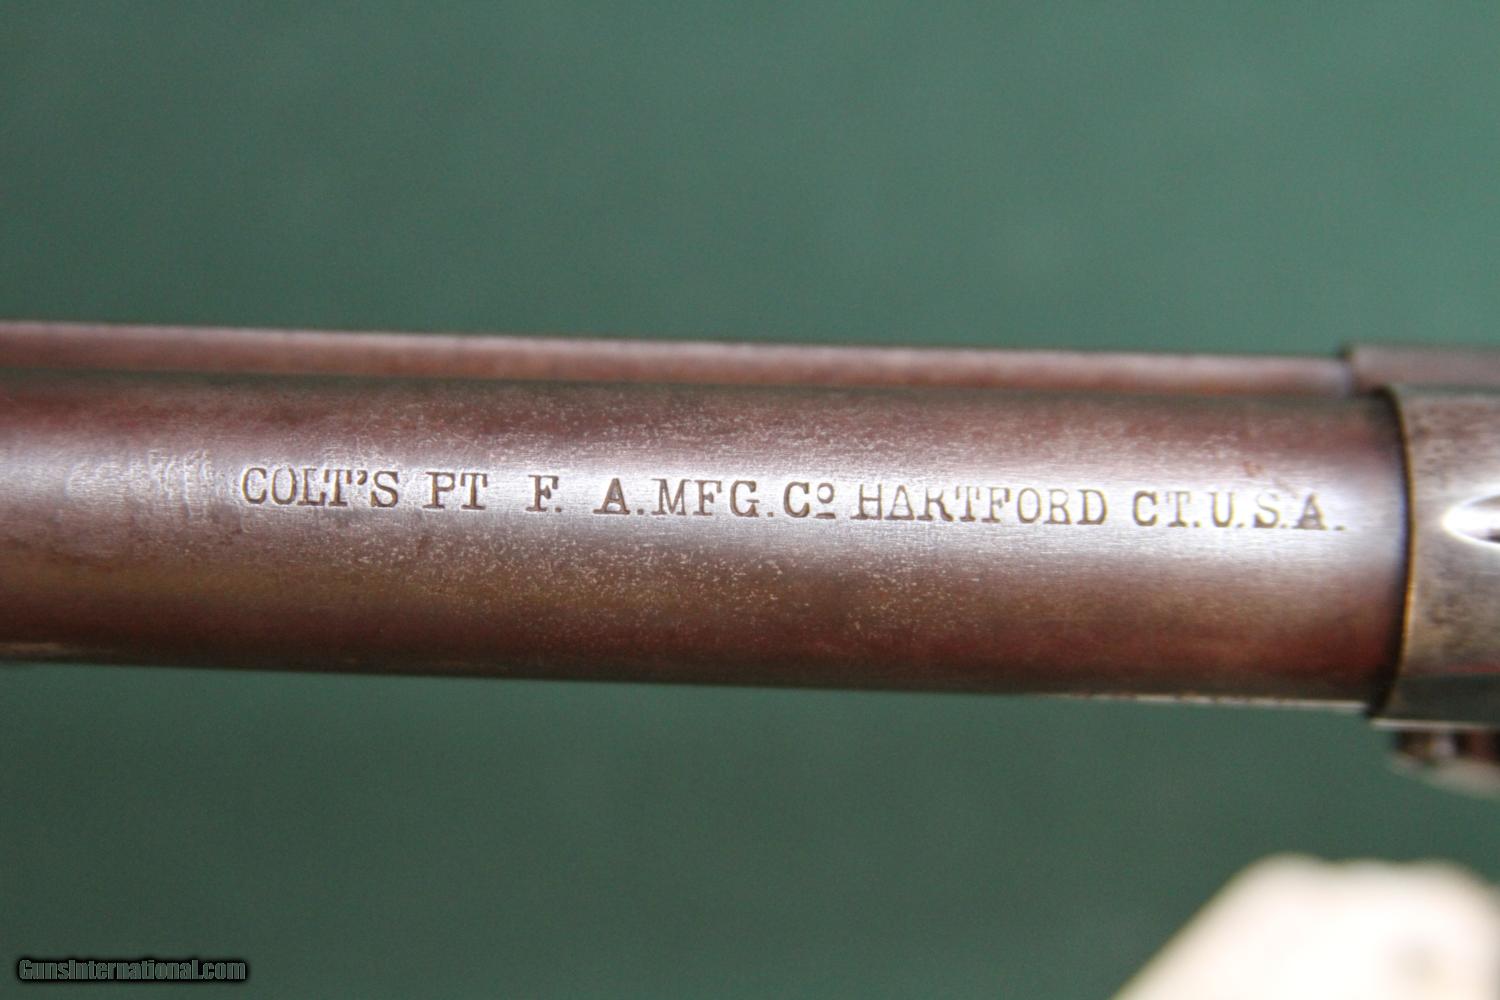 COLT'S PT F. A. MFG. Cº HARTFORD CT. U.S.A.
GunsInternational.com